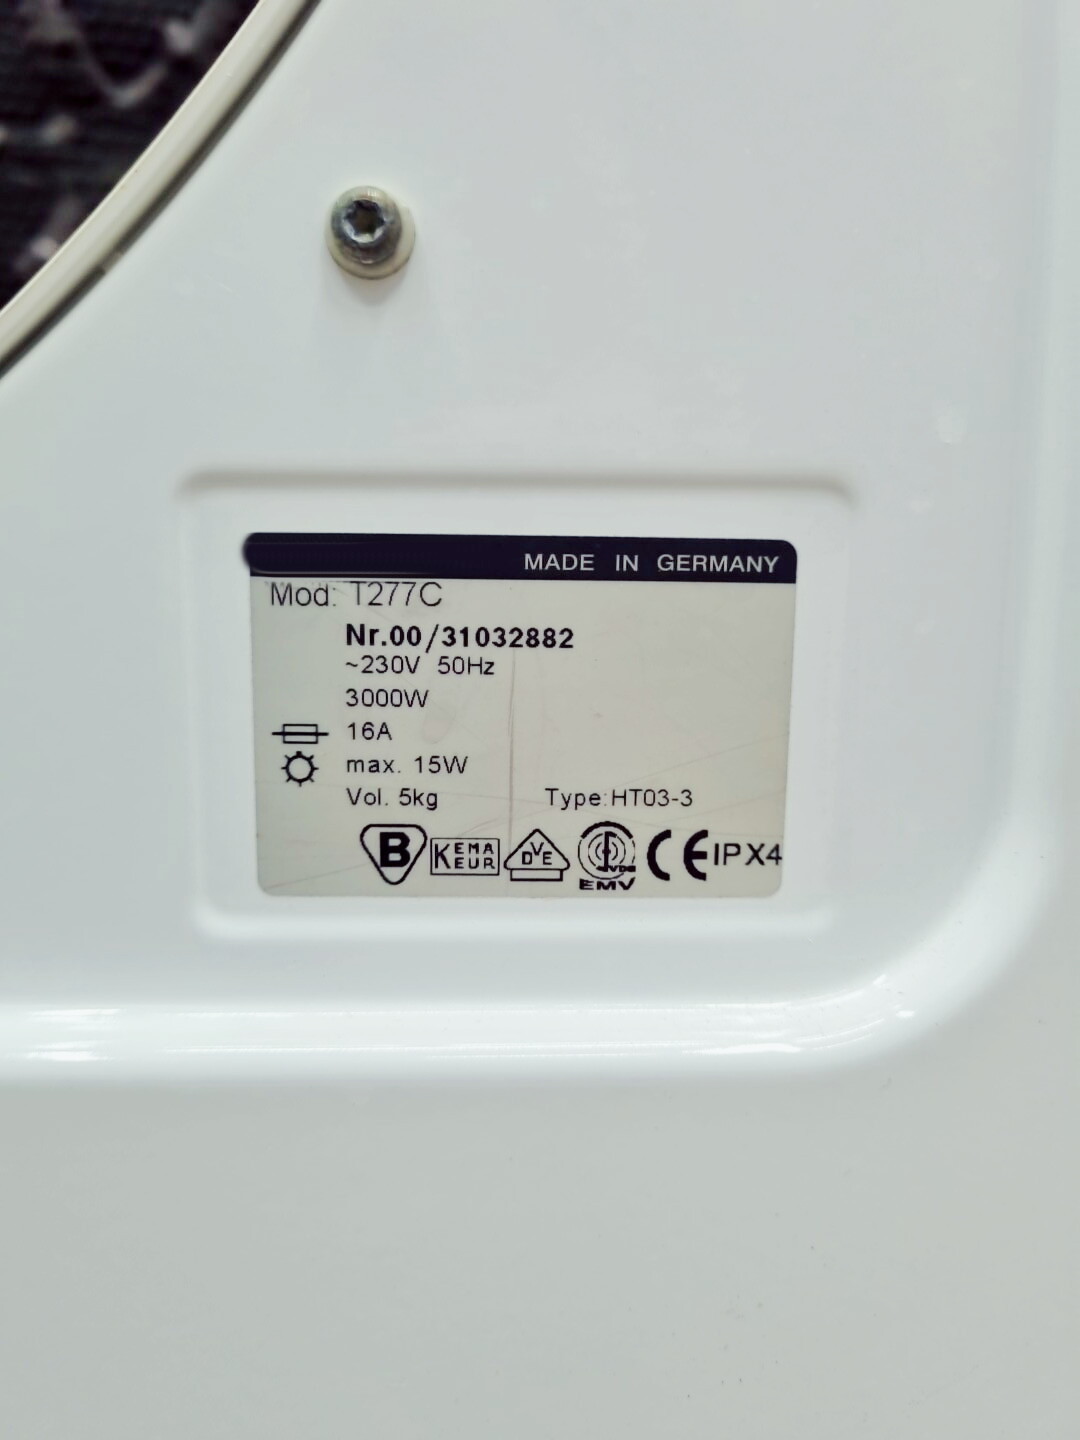 MADE IN GERMANY
Mod: T277C
Nr.00/31032882
~230V 50Hz
3000W
16A
max. 15W
Vol. 5kg Type:HT03-3
B KEMA KEUR DVE VDE EMV CE IPX4